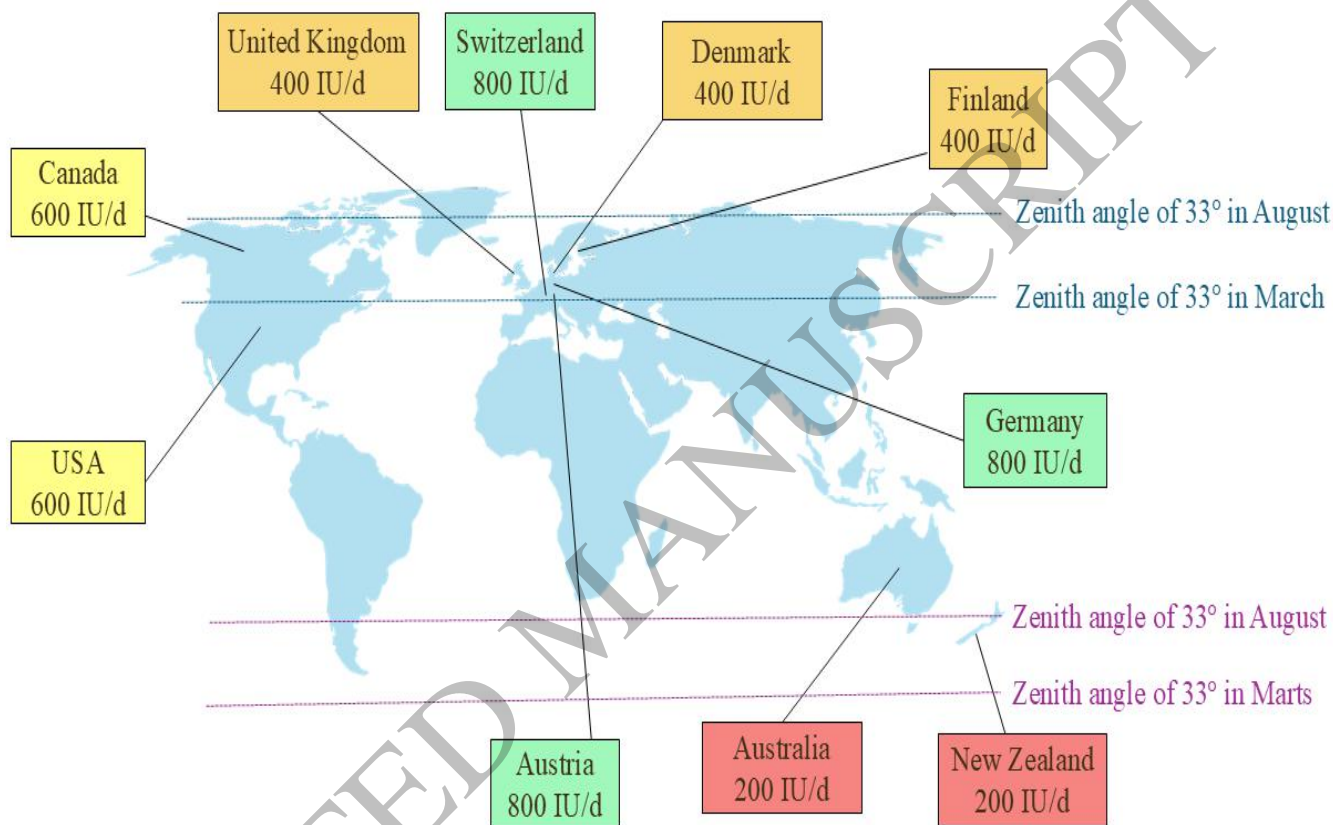 United Kingdom
400 IU/d
Switzerland
800 IU/d
Denmark
400 IU/d
Finland
400 IU/d
Canada
600 IU/d
Zenith angle of 33° in August
Zenith angle of 33° in March
USA
600 IU/d
Germany
800 IU/d
Zenith angle of 33° in August
Zenith angle of 33° in Marts
Austria
800 IU/d
Australia
200 IU/d
New Zealand
200 IU/d
TED MANUSCRIPT